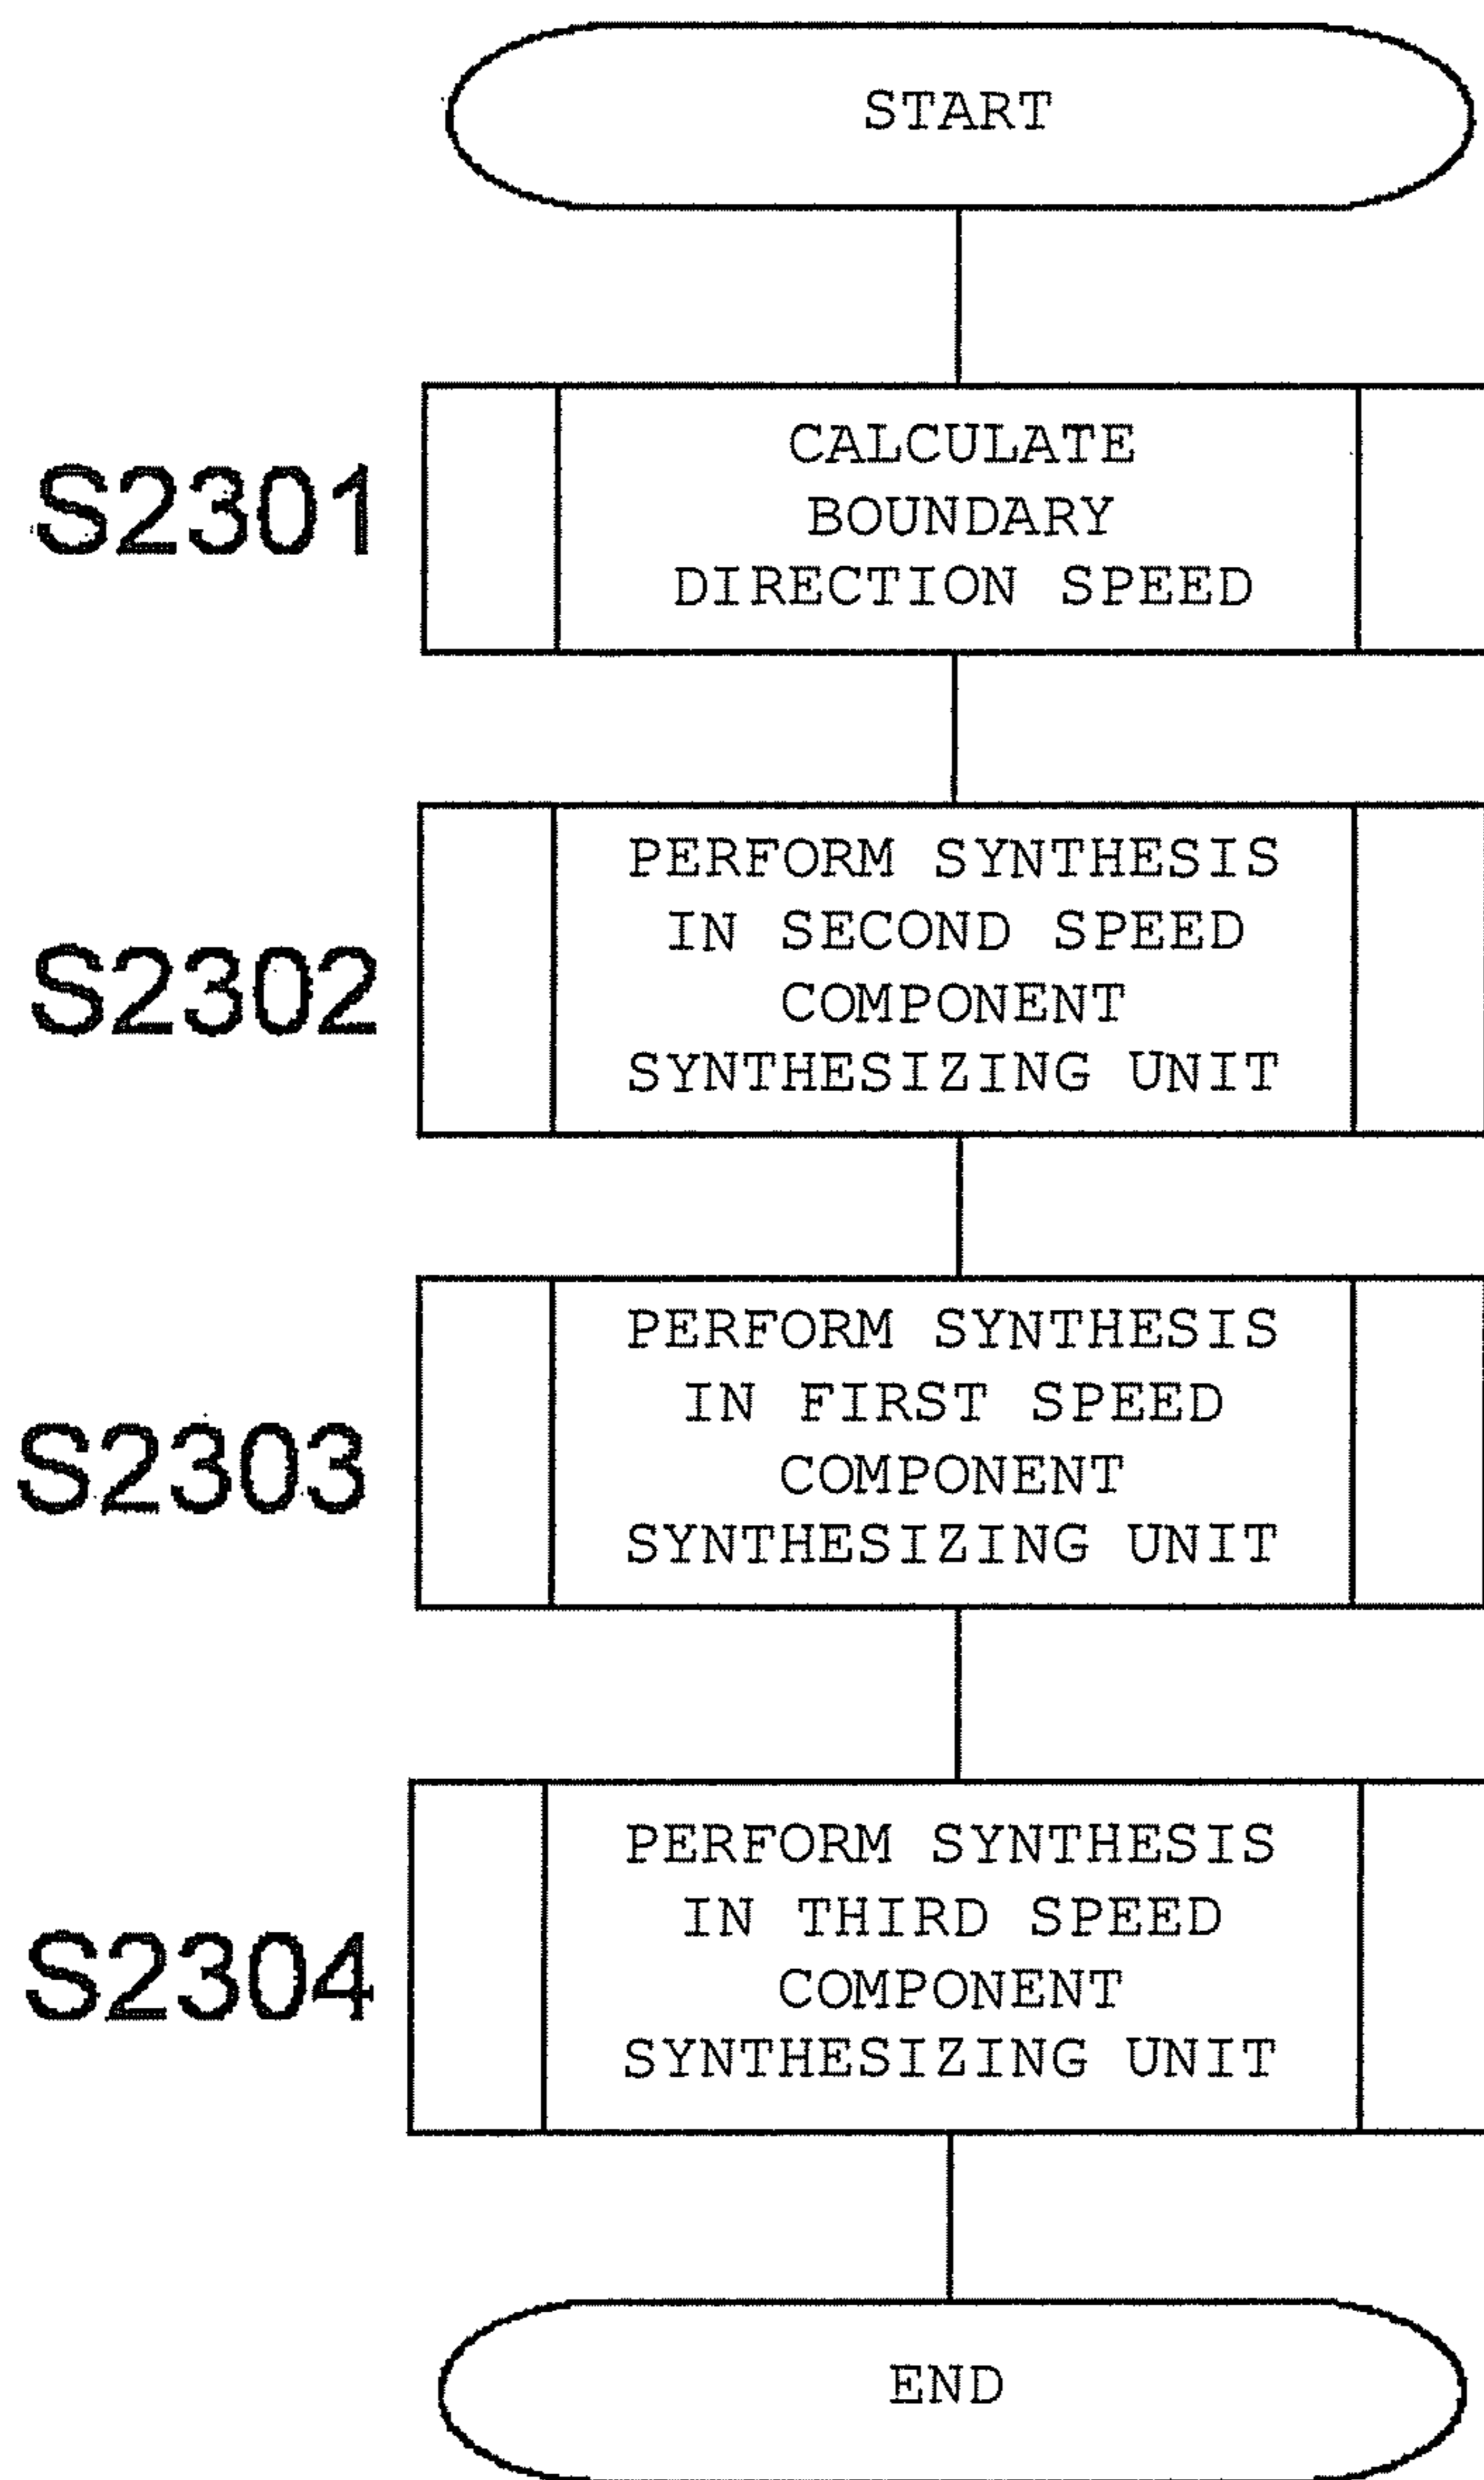 START
S2301
CALCULATE
BOUNDARY
DIRECTION SPEED
S2302
PERFORM SYNTHESIS
IN SECOND SPEED
COMPONENT
SYNTHESIZING UNIT
S2303
PERFORM SYNTHESIS
IN FIRST SPEED
COMPONENT
SYNTHESIZING UNIT
S2304
PERFORM SYNTHESIS
IN THIRD SPEED
COMPONENT
SYNTHESIZING UNIT
END